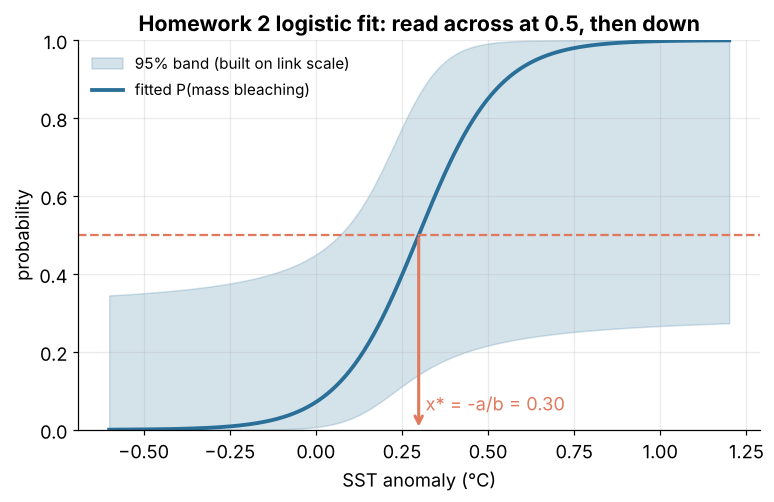 Homework 2 logistic fit: read across at 0.5, then down
95% band (built on link scale)
fitted P(mass bleaching)
probability
1.0
0.8
0.6
0.4
0.2
0.0
x* = -a/b = 0.30
−0.50 −0.25 0.00 0.25 0.50 0.75 1.00 1.25
SST anomaly (°C)